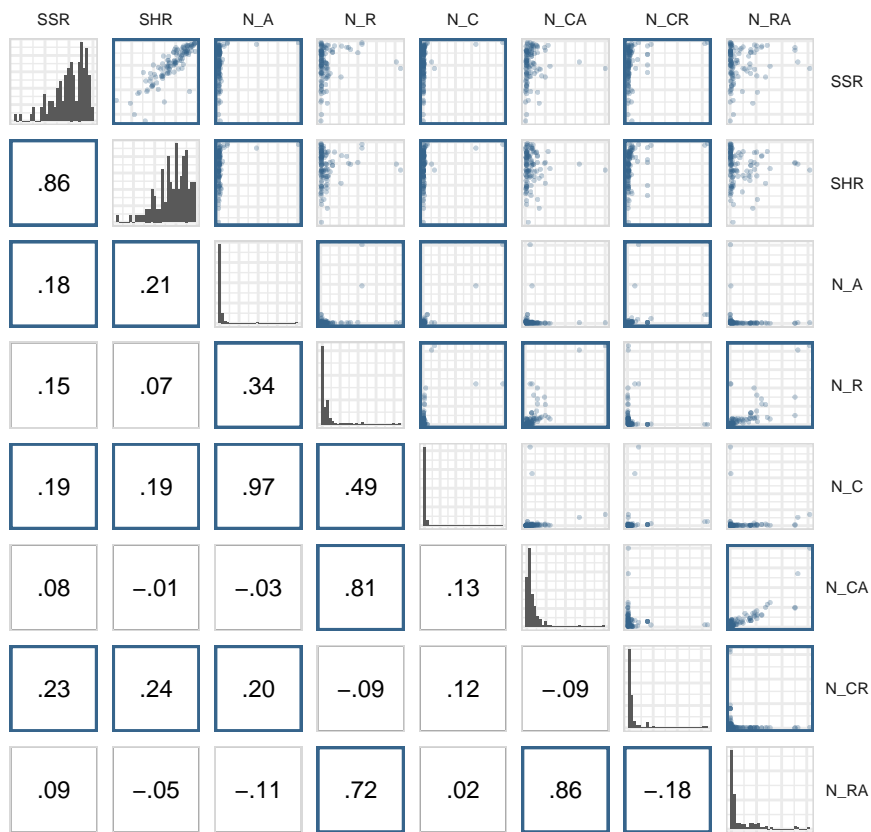 SSR SHR N_A N_R N_C N_CA N_CR N_RA
SSR
.86 SHR
.18 .21 N_A
.15 .07 .34 N_R
.19 .19 .97 .49 N_C
.08 −.01 −.03 .81 .13 N_CA
.23 .24 .20 −.09 .12 −.09 N_CR
.09 −.05 −.11 .72 .02 .86 −.18 N_RA